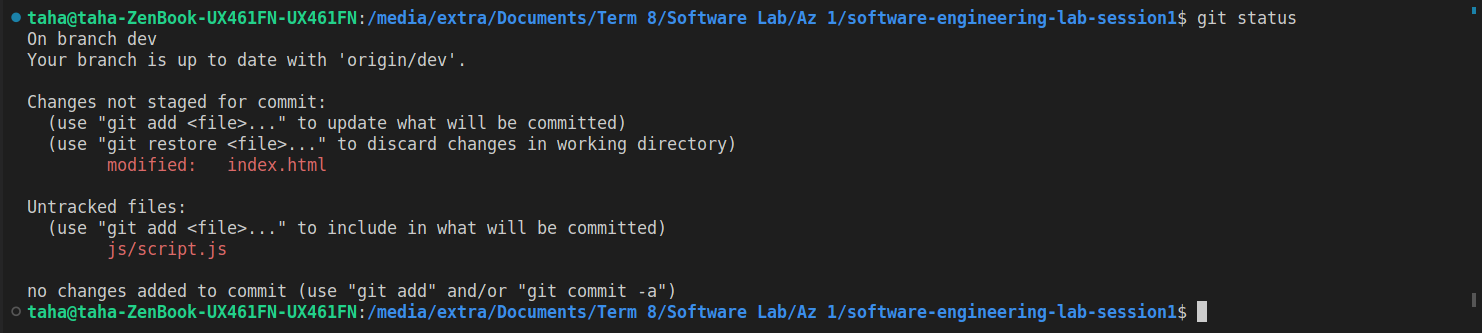 taha@taha-ZenBook-UX461FN-UX461FN:/media/extra/Documents/Term 8/Software Lab/Az 1/software-engineering-lab-session1$ git status
On branch dev
Your branch is up to date with 'origin/dev'.

Changes not staged for commit:
  (use "git add <file>..." to update what will be committed)
  (use "git restore <file>..." to discard changes in working directory)
        modified:   index.html

Untracked files:
  (use "git add <file>..." to include in what will be committed)
        js/script.js

no changes added to commit (use "git add" and/or "git commit -a")
taha@taha-ZenBook-UX461FN-UX461FN:/media/extra/Documents/Term 8/Software Lab/Az 1/software-engineering-lab-session1$